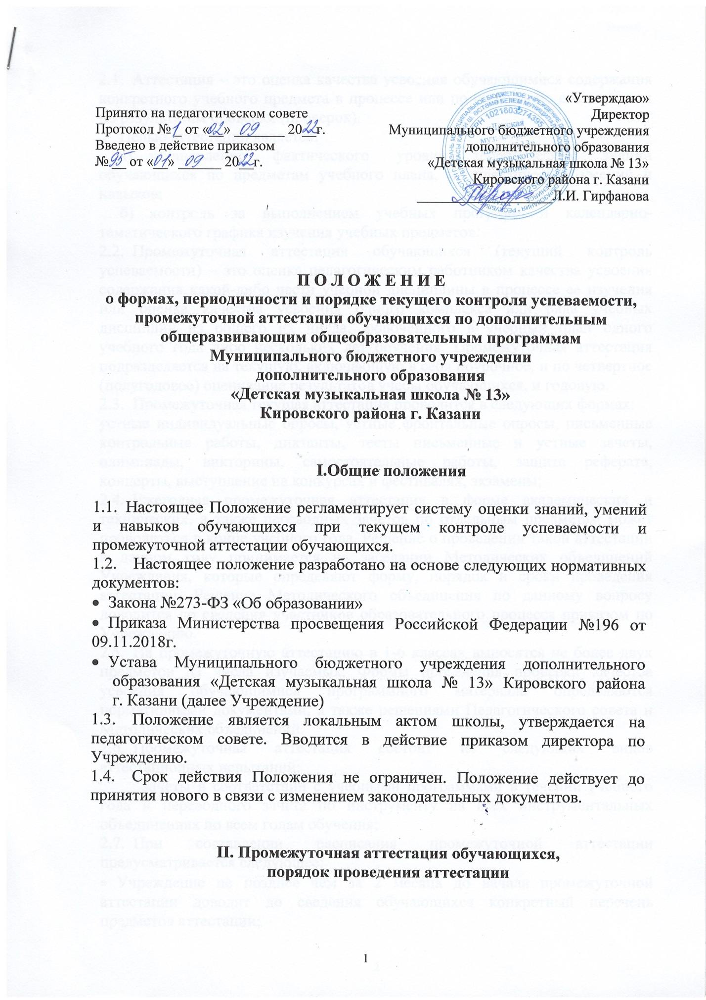 Принято на педагогическом совете
Протокол № 1 от «02» 09 2022г.
Введено в действие приказом
№95 от «01» 09 2022г.
«Утверждаю»
Директор
Муниципального бюджетного учреждения
дополнительного образования
«Детская музыкальная школа № 13»
Кировского района г. Казани
Л.И. Гирфанова
ОГРН 1021603274395
П О Л О Ж Е Н И Е
о формах, периодичности и порядке текущего контроля успеваемости,
промежуточной аттестации обучающихся по дополнительным
общеразвивающим общеобразовательным программам
Муниципального бюджетного учреждении
дополнительного образования
«Детская музыкальная школа № 13»
Кировского района г. Казани
I.Общие положения
1.1. Настоящее Положение регламентирует систему оценки знаний, умений
и навыков обучающихся при текущем контроле успеваемости и
промежуточной аттестации обучающихся.
1.2. Настоящее положение разработано на основе следующих нормативных
документов:
• Закона №273-ФЗ «Об образовании»
• Приказа Министерства просвещения Российской Федерации №196 от
09.11.2018г.
• Устава Муниципального бюджетного учреждения дополнительного
образования «Детская музыкальная школа № 13» Кировского района
г. Казани (далее Учреждение)
1.3. Положение является локальным актом школы, утверждается на
педагогическом совете. Вводится в действие приказом директора по
Учреждению.
1.4. Срок действия Положения не ограничен. Положение действует до
принятия нового в связи с изменением законодательных документов.
II. Промежуточная аттестация обучающихся,
порядок проведения аттестации
1